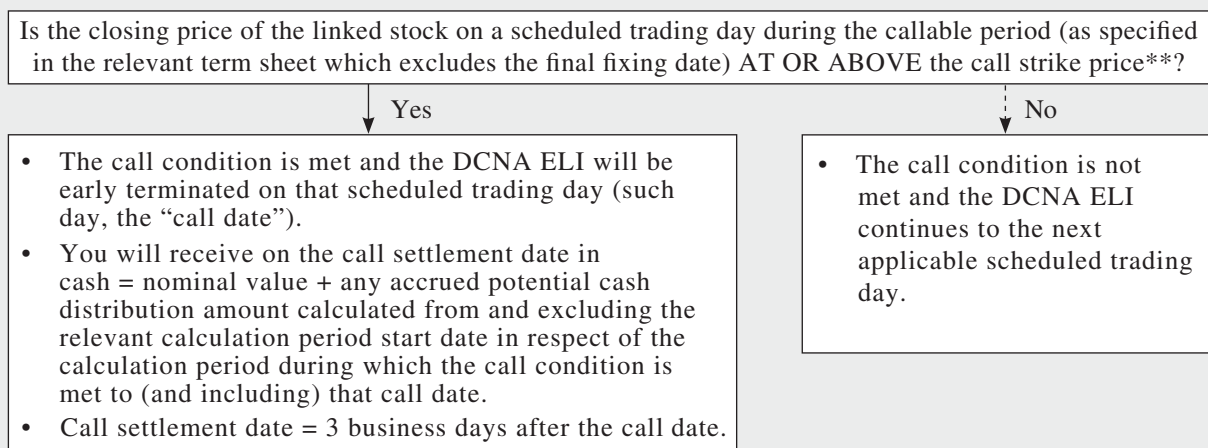 Is the closing price of the linked stock on a scheduled trading day during the callable period (as specified
in the relevant term sheet which excludes the final fixing date) AT OR ABOVE the call strike price**?
Yes
No
• The call condition is met and the DCNA ELI will be
early terminated on that scheduled trading day (such
day, the “call date”).
• You will receive on the call settlement date in
cash = nominal value + any accrued potential cash
distribution amount calculated from and excluding the
relevant calculation period start date in respect of the
calculation period during which the call condition is
met to (and including) that call date.
• Call settlement date = 3 business days after the call date.
• The call condition is not
met and the DCNA ELI
continues to the next
applicable scheduled trading
day.